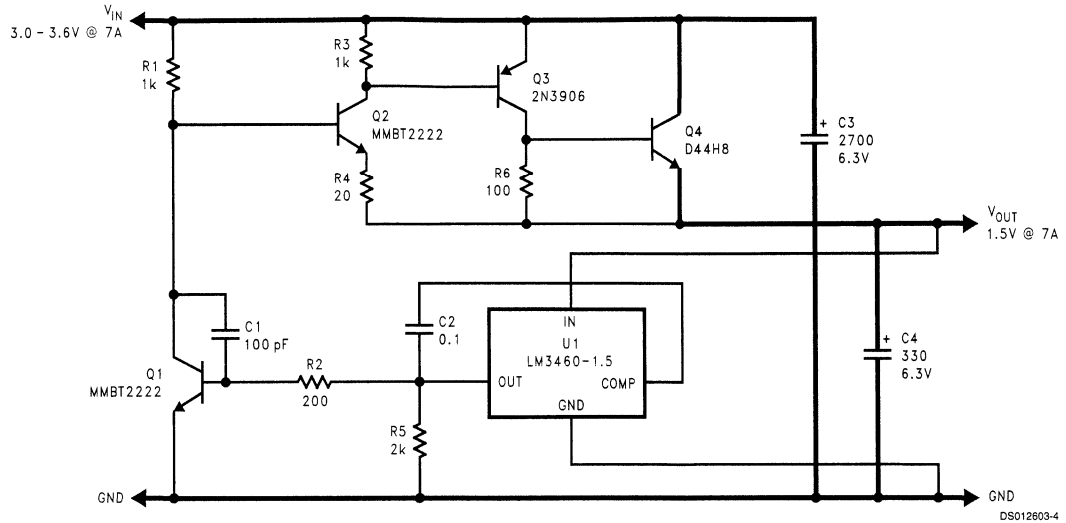 VIN
3.0 – 3.6V @ 7A
R1
1k
R3
1k
Q2
MMBT2222
R4
20
Q3
2N3906
R6
100
Q4
D44H8
+ C3
2700
6.3V
VOUT
1.5V @ 7A
C1
100 pF
Q1
MMBT2222
R2
200
C2
0.1
R5
2k
IN
U1
LM3460-1.5
OUT
COMP
GND
+ C4
330
6.3V
GND
GND
DS012603-4